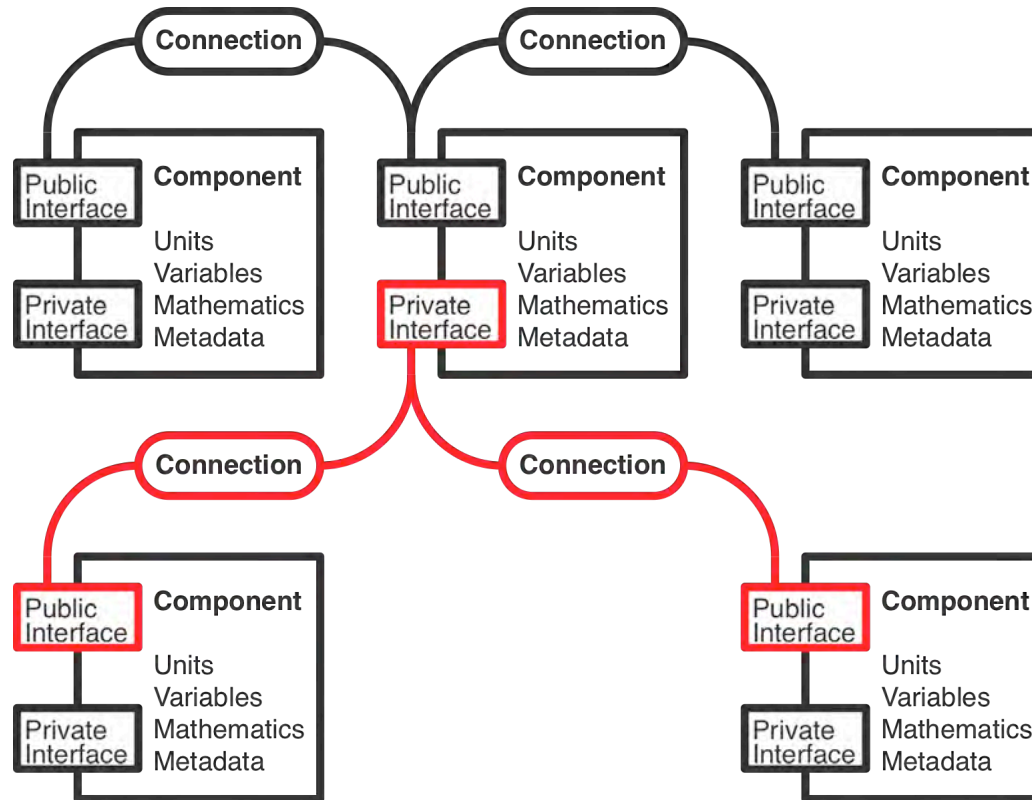 Connection
Connection
Public
Interface
Component
Units
Variables
Mathematics
Metadata
Private
Interface
Public
Interface
Component
Units
Variables
Mathematics
Metadata
Private
Interface
Public
Interface
Component
Units
Variables
Mathematics
Metadata
Private
Interface
Connection
Connection
Public
Interface
Component
Units
Variables
Mathematics
Metadata
Private
Interface
Public
Interface
Component
Units
Variables
Mathematics
Metadata
Private
Interface